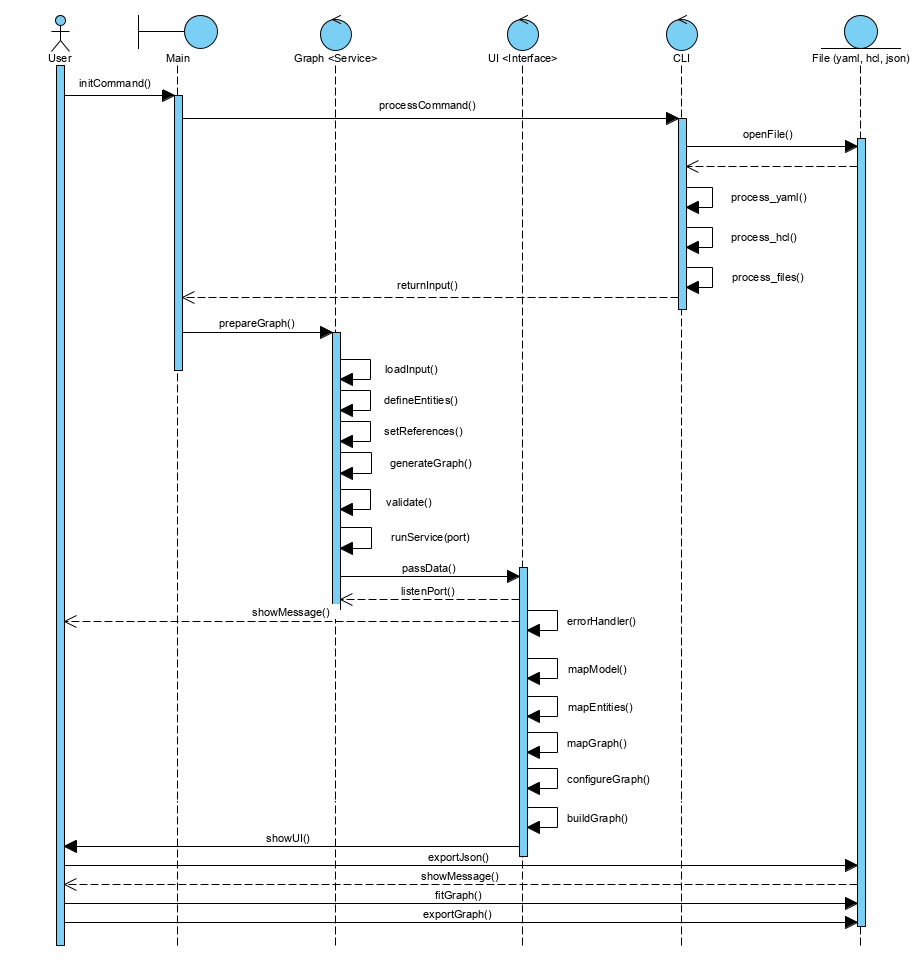 User
Main
Graph <Service>
UI <Interface>
CLI
File (yaml, hcl, json)
initCommand()
processCommand()
openFile()
process_yaml()
process_hcl()
process_files()
returnInput()
prepareGraph()
loadInput()
defineEntities()
setReferences()
generateGraph()
validate()
runService(port)
passData()
listenPort()
showMessage()
errorHandler()
mapModel()
mapEntities()
mapGraph()
configureGraph()
buildGraph()
showUI()
exportJson()
showMessage()
fitGraph()
exportGraph()